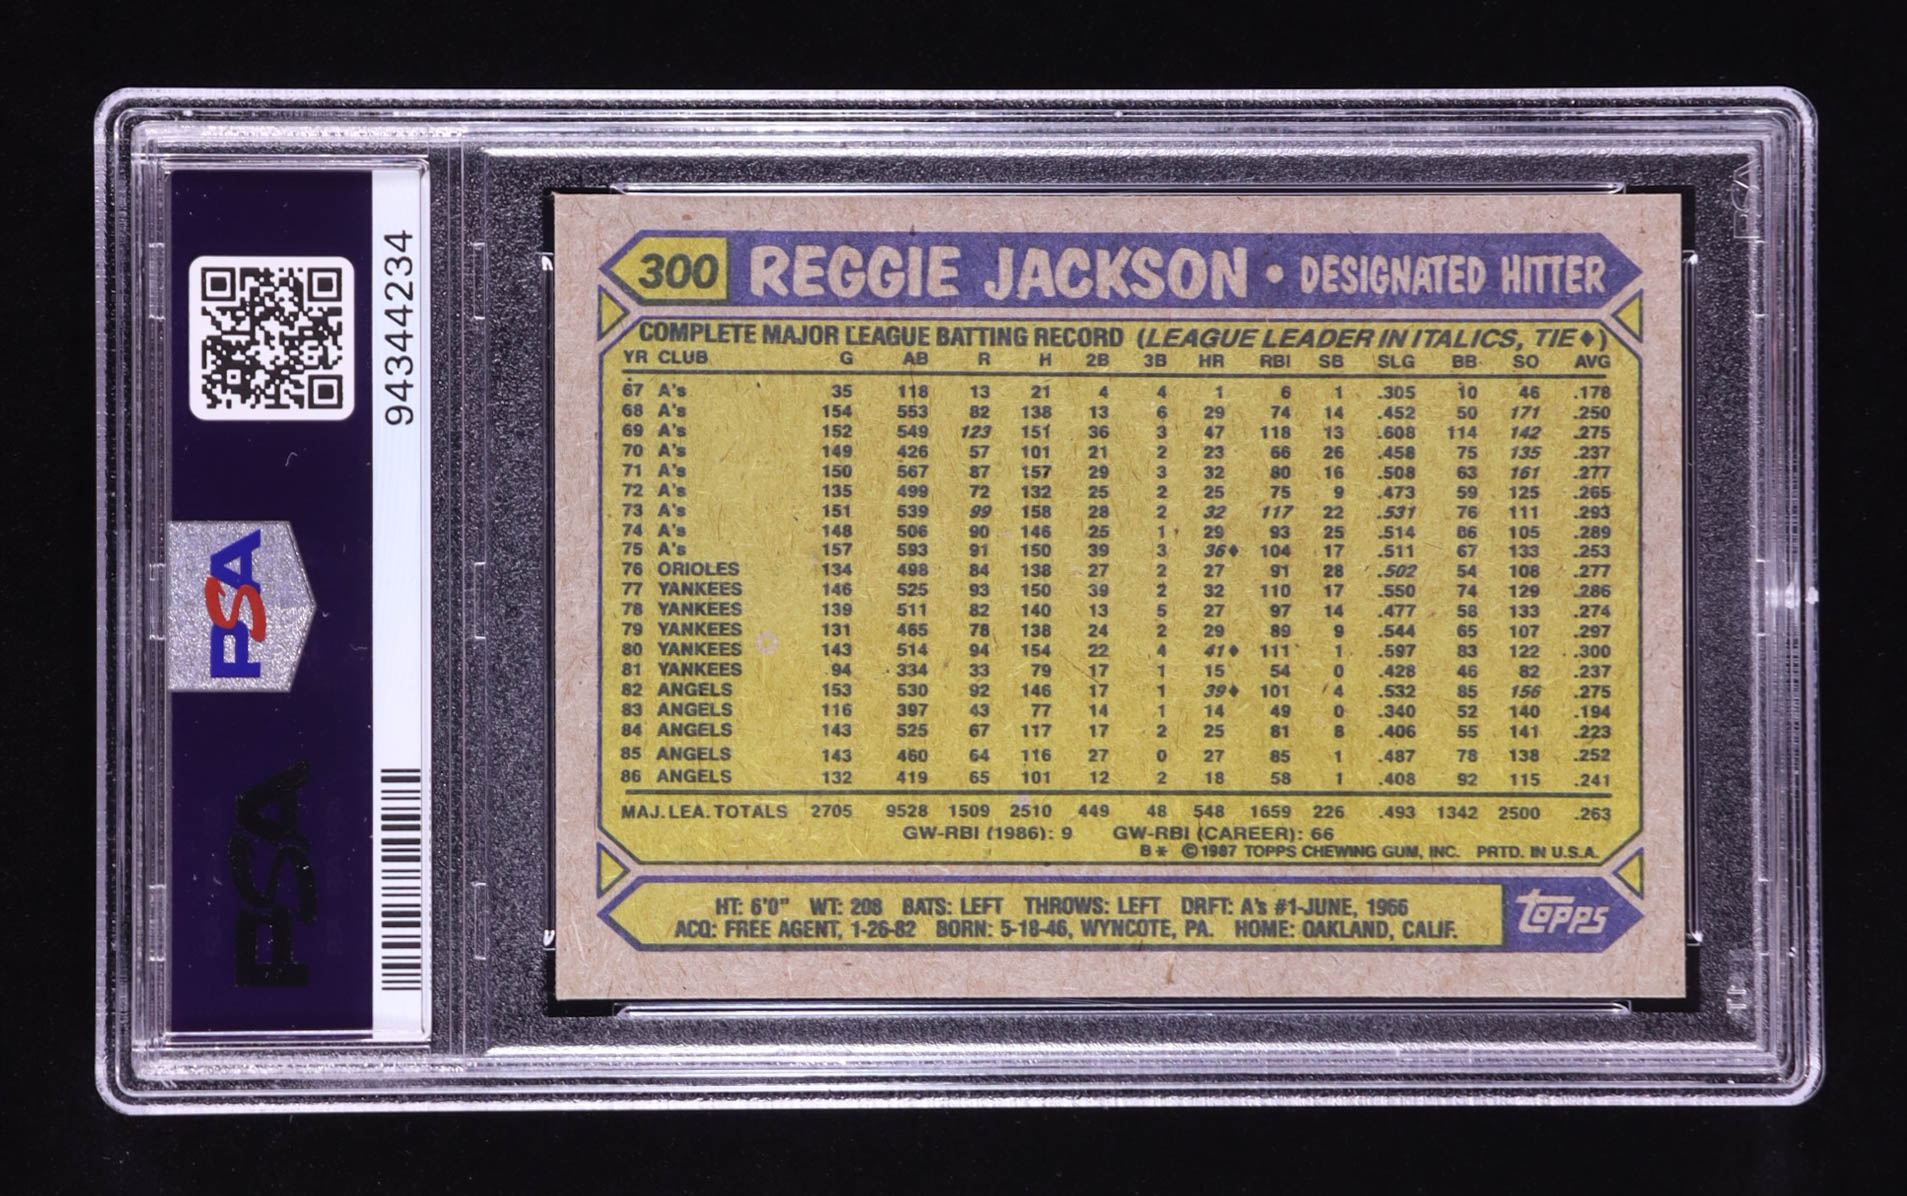 94344234
PSA
PSA
300 REGGIE JACKSON • DESIGNATED HITTER
COMPLETE MAJOR LEAGUE BATTING RECORD (LEAGUE LEADER IN ITALICS, TIE♦)
YR CLUB G AB R H 2B 3B HR RBI SB SLG BB SO AVG
67 A's 35 118 13 21 4 4 1 6 1 .305 10 46 .178
68 A's 154 553 82 138 13 6 29 74 14 .452 50 171 .250
69 A's 152 549 123 151 36 3 47 118 13 .608 114 142 .275
70 A's 149 426 57 101 21 2 23 66 26 .458 75 135 .237
71 A's 150 567 87 157 29 3 32 80 16 .508 63 161 .277
72 A's 135 499 72 132 25 2 25 75 9 .473 59 125 .265
73 A's 151 539 99 158 28 2 32 117 22 .531 76 111 .293
74 A's 148 506 90 146 25 1 29 93 25 .514 86 105 .289
75 A's 157 593 91 150 39 3 36♦ 104 17 .511 67 133 .253
76 ORIOLES 134 498 84 138 27 2 27 91 28 .502 54 108 .277
77 YANKEES 146 525 93 150 39 2 32 110 17 .550 74 129 .286
78 YANKEES 139 511 82 140 13 5 27 97 14 .477 58 133 .274
79 YANKEES 131 465 78 138 24 2 29 89 9 .544 65 107 .297
80 YANKEES 143 514 94 154 22 4 41♦ 111 1 .597 83 122 .300
81 YANKEES 94 334 33 79 17 1 15 54 0 .428 46 82 .237
82 ANGELS 153 530 92 146 17 1 39♦ 101 4 .532 85 156 .275
83 ANGELS 116 397 43 77 14 1 14 49 0 .340 52 140 .194
84 ANGELS 143 525 67 117 17 2 25 81 8 .406 55 141 .223
85 ANGELS 143 460 64 116 27 0 27 85 1 .487 78 138 .252
86 ANGELS 132 419 65 101 12 2 18 58 1 .408 92 115 .241
MAJ. LEA. TOTALS 2705 9528 1509 2510 449 48 548 1659 226 .493 1342 2500 .263
GW-RBI (1986): 9 GW-RBI (CAREER): 66
B* ©1987 TOPPS CHEWING GUM, INC. PRTD. IN U.S.A.
HT: 6'0" WT: 208 BATS: LEFT THROWS: LEFT DRFT: A's #1-JUNE, 1966
ACQ: FREE AGENT, 1-26-82 BORN: 5-18-46, WYNCOTE, PA. HOME: OAKLAND, CALIF.
topps